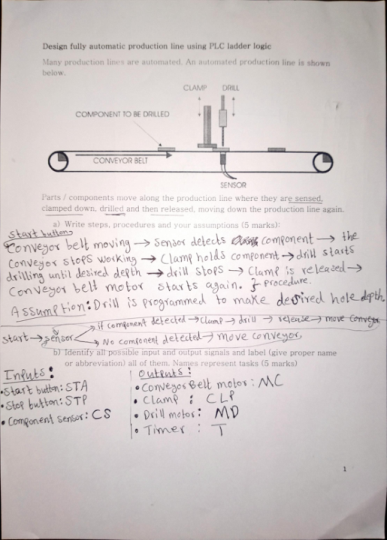 Design fully automatic production line using PLC ladder logic
Many production lines are automated. An automated production line is shown
below.
CLAMP DRILL
COMPONENT TO BE DRILLED
CONVEYOR BELT
SENSOR
Parts / components move along the production line where they are sensed,
clamped down, drilled and then released, moving down the production line again.
a) Write steps, procedures and your assumptions (5 marks):
Start button
Conveyor belt moving → Sensor detects component → the
Conveyor stops working → Clamp holds component → drill starts
drilling until desired depth → drill stops → Clamp is released →
Conveyor belt motor starts again. } procedure.
Assumption: Drill is programmed to make desired hole depth
If component detected → clamp → drill → release → move conveyor
Start → Sensor
No component detected → move conveyor.
b) Identify all possible input and output signals and label (give proper name
or abbreviation) all of them. Names represent tasks (5 marks)
Inputs: Outputs:
• Start button: STA • Conveyor Belt motor: MC
• Stop button: STP • Clamp : CLP
• Component sensor: CS • Drill motor: MD
• Timer : T
1